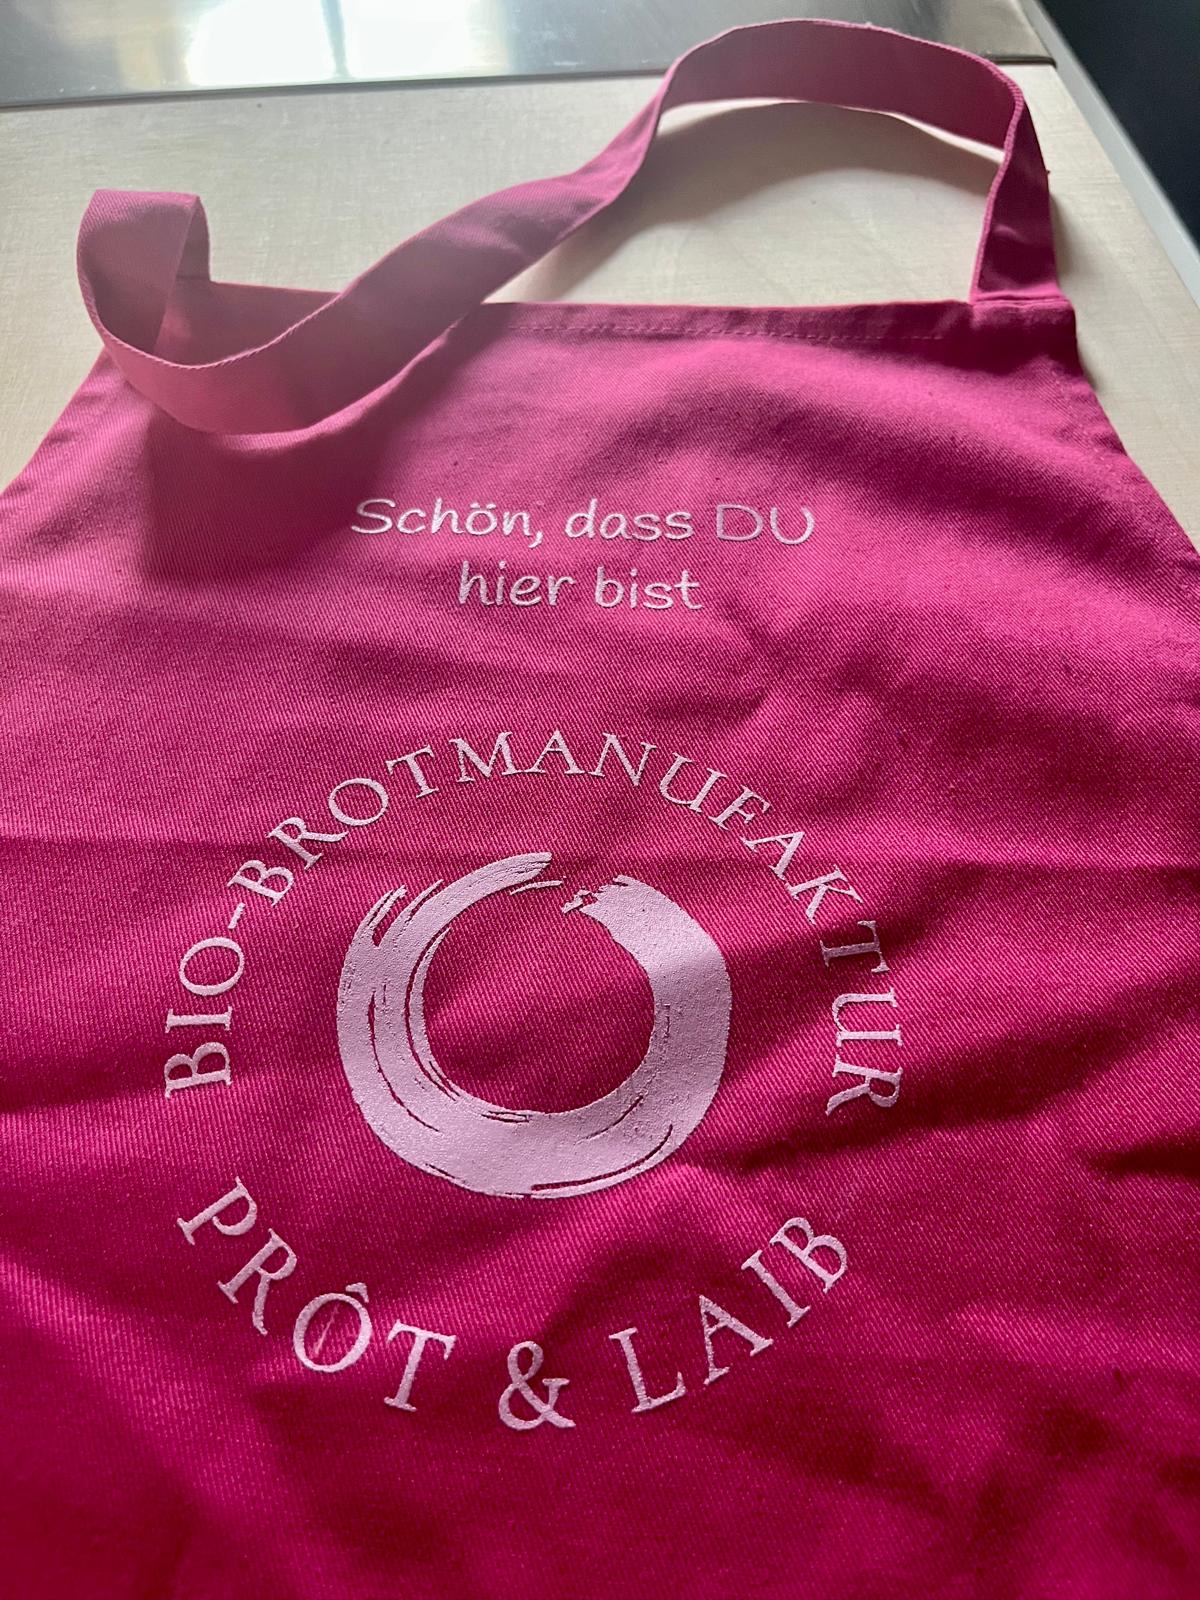 Schön, dass DU
hier bist
BIO-BROTMANUFAKTUR
PRÔT & LAIB